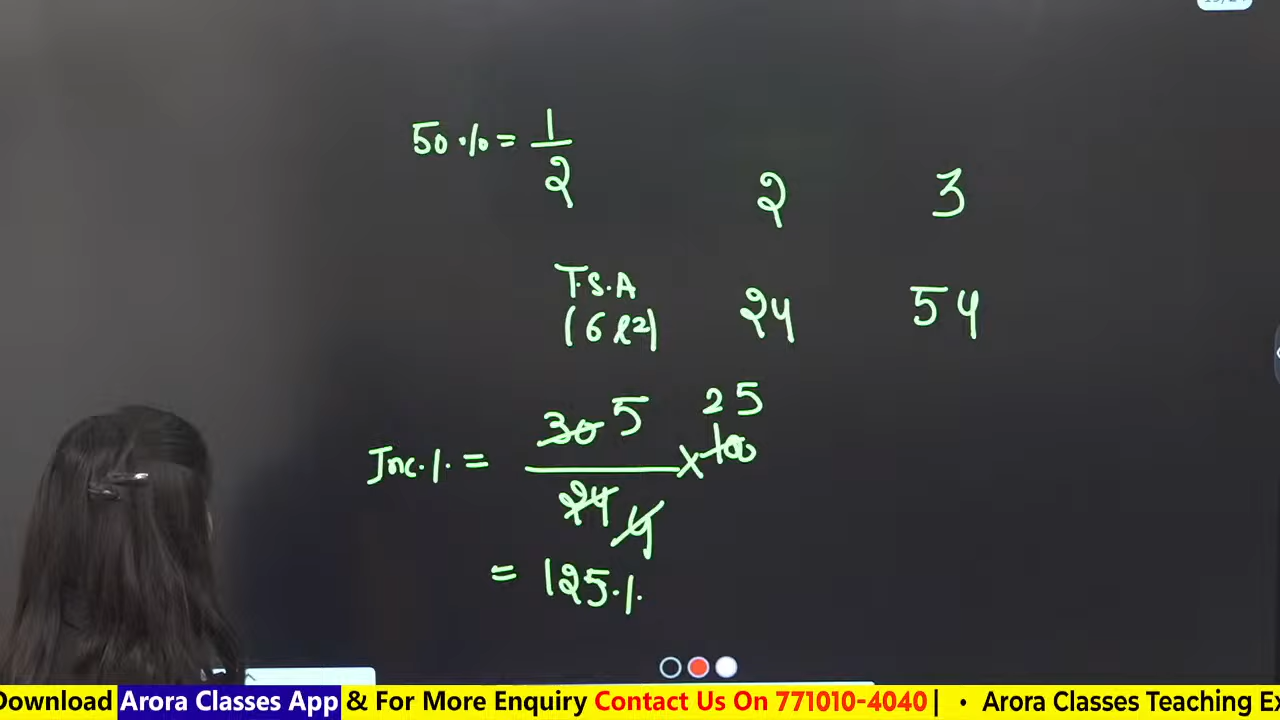 50% = 1/2
2 3
T.S.A
(6l²) 24 54
Inc.% = 30 5 / 24 4 × 100 25
= 125%
Download Arora Classes App & For More Enquiry Contact Us On 771010-4040 | • Arora Classes Teaching Ex